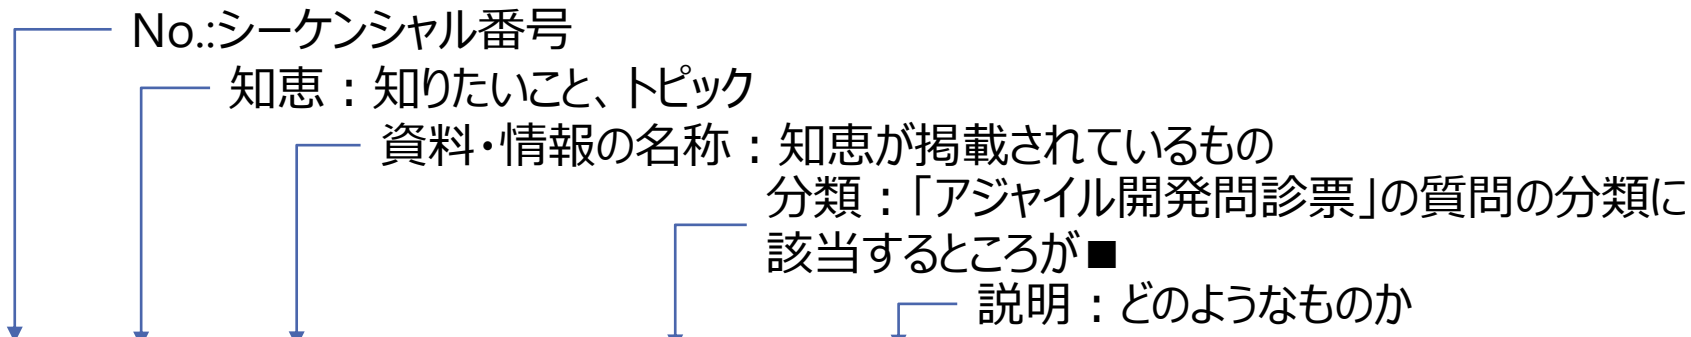 No.:シーケンシャル番号
知恵：知りたいこと、トピック
資料・情報の名称：知恵が掲載されているもの
分類：「アジャイル開発問診票」の質問の分類に
該当するところが■
説明：どのようなものか